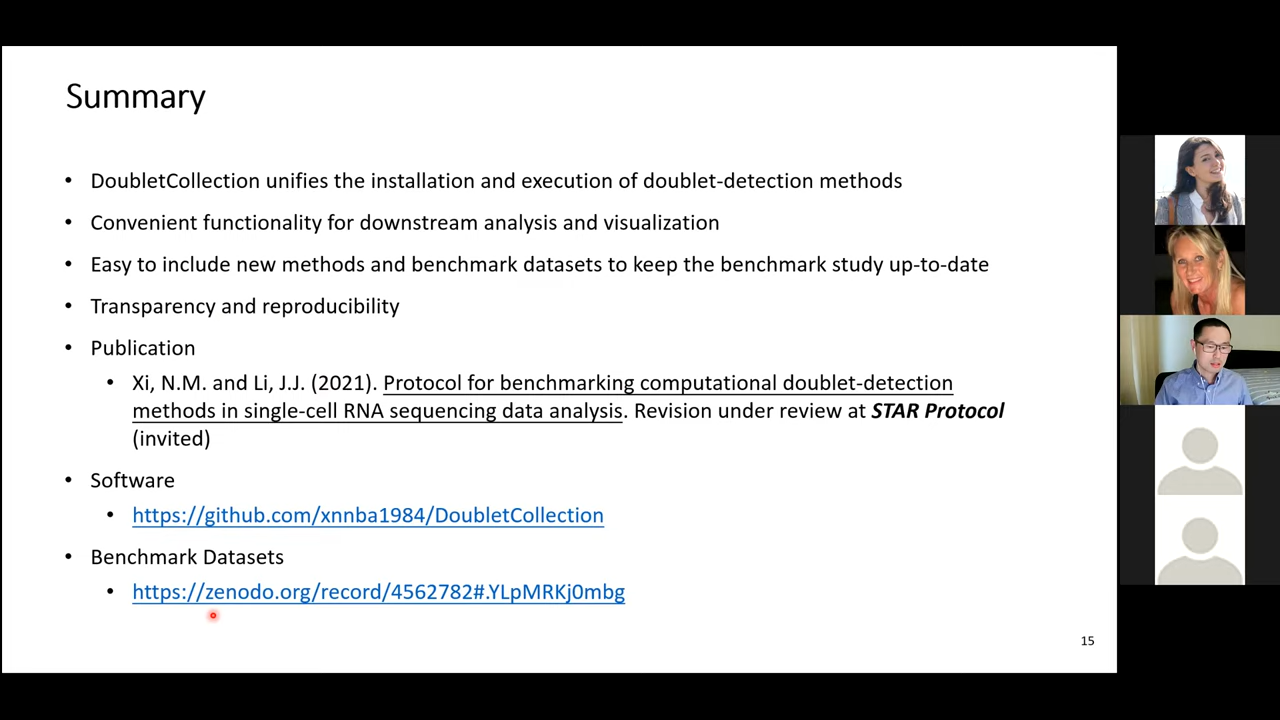 Summary
• DoubletCollection unifies the installation and execution of doublet-detection methods
• Convenient functionality for downstream analysis and visualization
• Easy to include new methods and benchmark datasets to keep the benchmark study up-to-date
• Transparency and reproducibility
• Publication
• Xi, N.M. and Li, J.J. (2021). Protocol for benchmarking computational doublet-detection
methods in single-cell RNA sequencing data analysis. Revision under review at STAR Protocol
(invited)
• Software
• https://github.com/xnnba1984/DoubletCollection
• Benchmark Datasets
• https://zenodo.org/record/4562782#.YLpMRKj0mbg
15